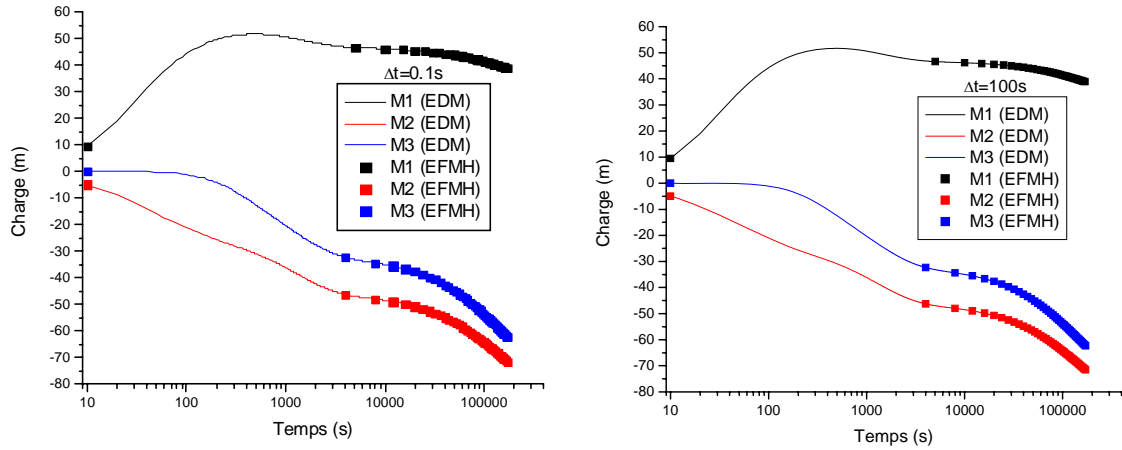 60
50
40
30
20
10
0
-10
-20
-30
-40
-50
-60
-70
-80
Charge (m)
10
100
1000
10000
100000
Temps (s)
Δt=0.1s
M1 (EDM)
M2 (EDM)
M3 (EDM)
M1 (EFMH)
M2 (EFMH)
M3 (EFMH)
60
50
40
30
20
10
0
-10
-20
-30
-40
-50
-60
-70
-80
Charge (m)
10
100
1000
10000
100000
Temps (s)
Δt=100s
M1 (EDM)
M2 (EDM)
M3 (EDM)
M1 (EFMH)
M2 (EFMH)
M3 (EFMH)